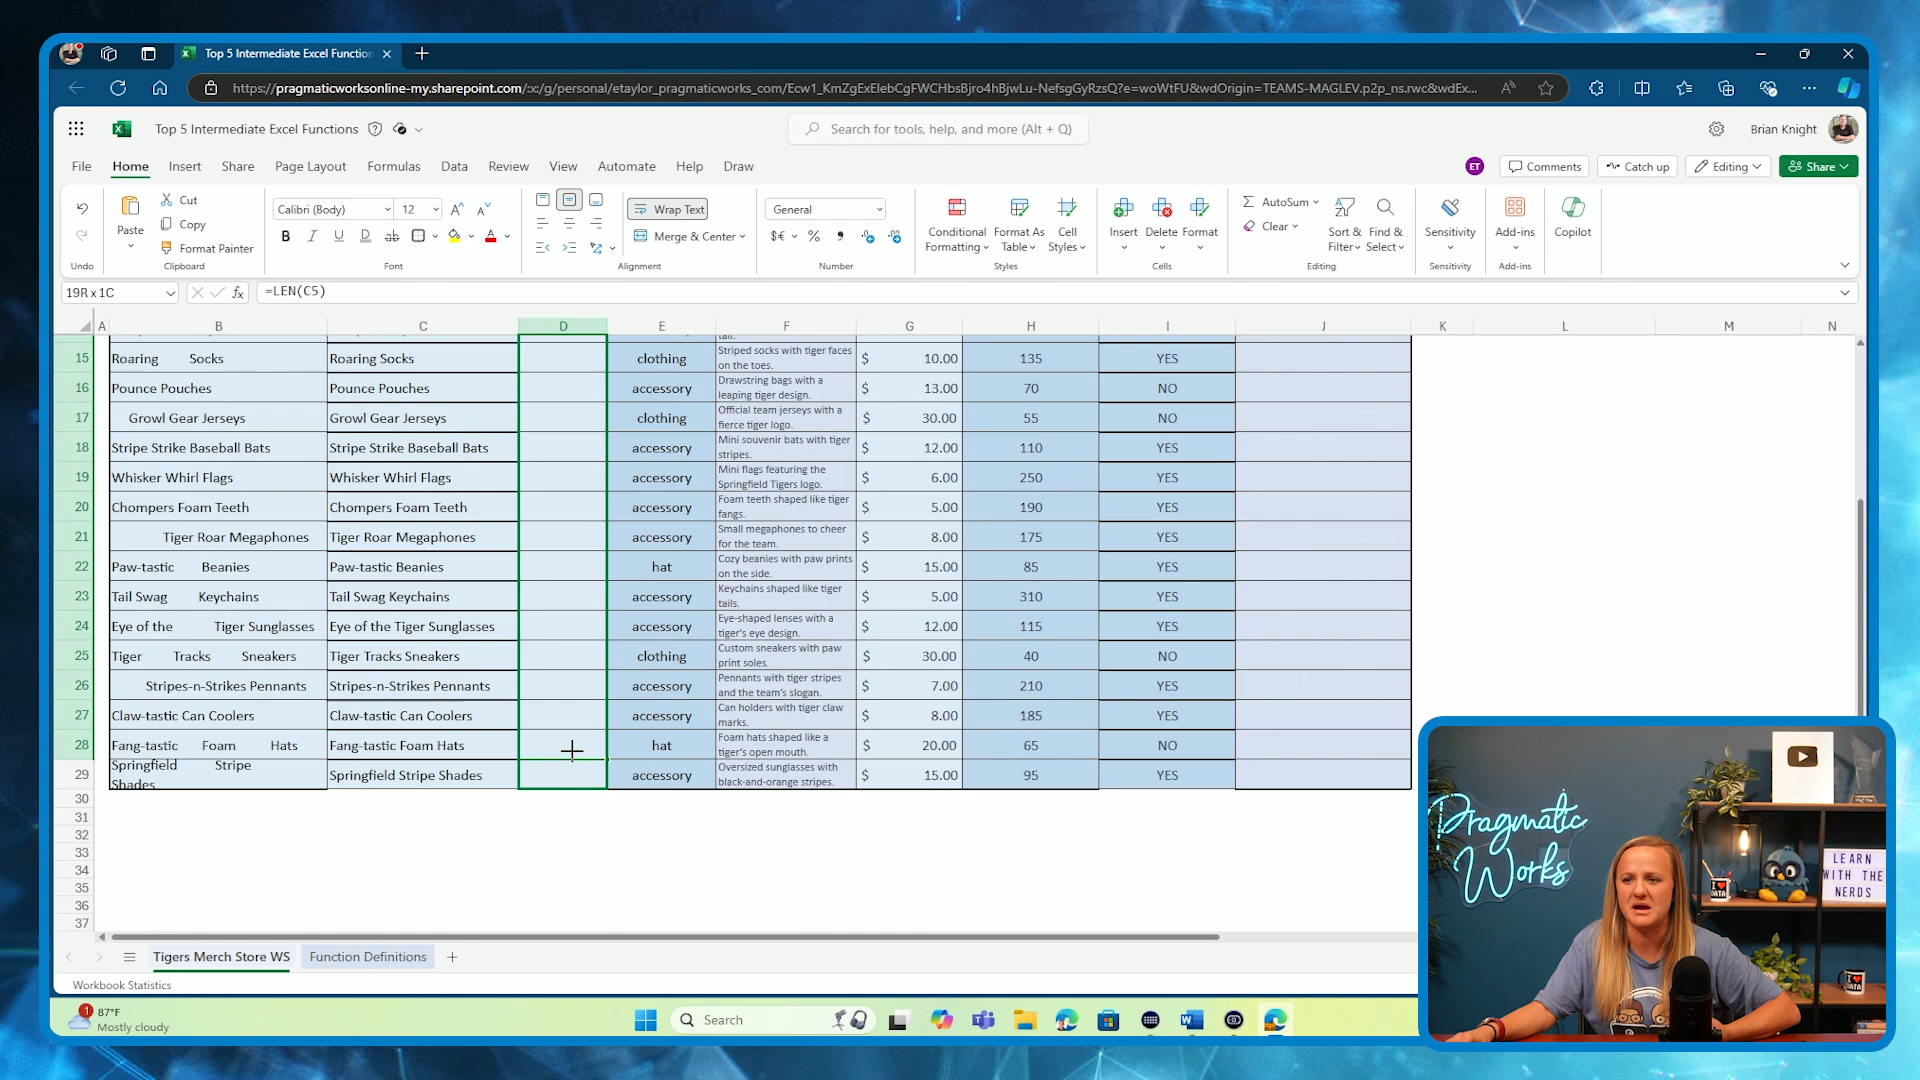 Top 5 Intermediate Excel Function
https://pragmaticworksonline-my.sharepoint.com/:x:/g/personal/etaylor_pragmaticworks_com/Ecw1_KmZgExElebCgFWCHbsBjro4hBjwLu-NefsgGyRzsQ?e=woWtFU&wdOrigin=TEAMS-MAGLEV.p2p_ns.rwc&wdEx...
Top 5 Intermediate Excel Functions
Search for tools, help, and more (Alt + Q)
Brian Knight
File Home Insert Share Page Layout Formulas Data Review View Automate Help Draw
ET Comments Catch up Editing Share
Paste Cut Copy Format Painter
Calibri (Body) 12
Wrap Text
Merge & Center
General
Conditional Formatting Format As Table Cell Styles
Insert Delete Format
AutoSum Clear
Sort & Filter Find & Select
Sensitivity Add-ins Copilot
Undo Clipboard Font Alignment Number Styles Cells Editing Sensitivity Add-ins
19R x 1C fx =LEN(C5)
A B C D E F G H I J K L M N
tail.
15 Roaring Socks Roaring Socks clothing Striped socks with tiger faces on the toes. $ 10.00 135 YES
16 Pounce Pouches Pounce Pouches accessory Drawstring bags with a leaping tiger design. $ 13.00 70 NO
17 Growl Gear Jerseys Growl Gear Jerseys clothing Official team jerseys with a fierce tiger logo. $ 30.00 55 NO
18 Stripe Strike Baseball Bats Stripe Strike Baseball Bats accessory Mini souvenir bats with tiger stripes. $ 12.00 110 YES
19 Whisker Whirl Flags Whisker Whirl Flags accessory Mini flags featuring the Springfield Tigers logo. $ 6.00 250 YES
20 Chompers Foam Teeth Chompers Foam Teeth accessory Foam teeth shaped like tiger fangs. $ 5.00 190 YES
21 Tiger Roar Megaphones Tiger Roar Megaphones accessory Small megaphones to cheer for the team. $ 8.00 175 YES
22 Paw-tastic Beanies Paw-tastic Beanies hat Cozy beanies with paw prints on the side. $ 15.00 85 YES
23 Tail Swag Keychains Tail Swag Keychains accessory Keychains shaped like tiger tails. $ 5.00 310 YES
24 Eye of the Tiger Sunglasses Eye of the Tiger Sunglasses accessory Eye-shaped lenses with a tiger's eye design. $ 12.00 115 YES
25 Tiger Tracks Sneakers Tiger Tracks Sneakers clothing Custom sneakers with paw print soles. $ 30.00 40 NO
26 Stripes-n-Strikes Pennants Stripes-n-Strikes Pennants accessory Pennants with tiger stripes and the team's slogan. $ 7.00 210 YES
27 Claw-tastic Can Coolers Claw-tastic Can Coolers accessory Can holders with tiger claw marks. $ 8.00 185 YES
28 Fang-tastic Foam Hats Fang-tastic Foam Hats hat Foam hats shaped like a tiger's open mouth. $ 20.00 65 NO
29 Springfield Stripe Shades Springfield Stripe Shades accessory Oversized sunglasses with black-and-orange stripes. $ 15.00 95 YES
30
31
32
33
34
35
36
37
Tigers Merch Store WS Function Definitions
Workbook Statistics
1 87°F
Mostly cloudy
Search
Pragmatic
Works
LEARN
WITH THE
NERDS
I DATA